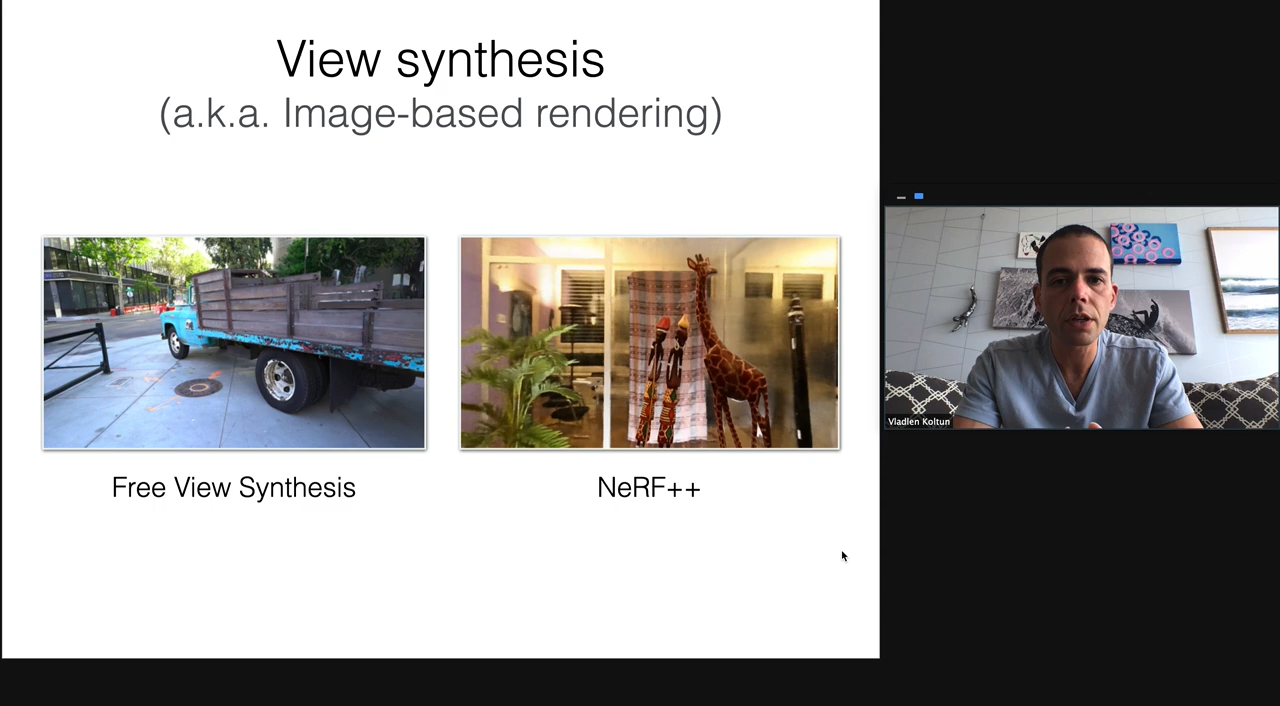 View synthesis
(a.k.a. Image-based rendering)
Free View Synthesis
NeRF++
Vladlen Koltun